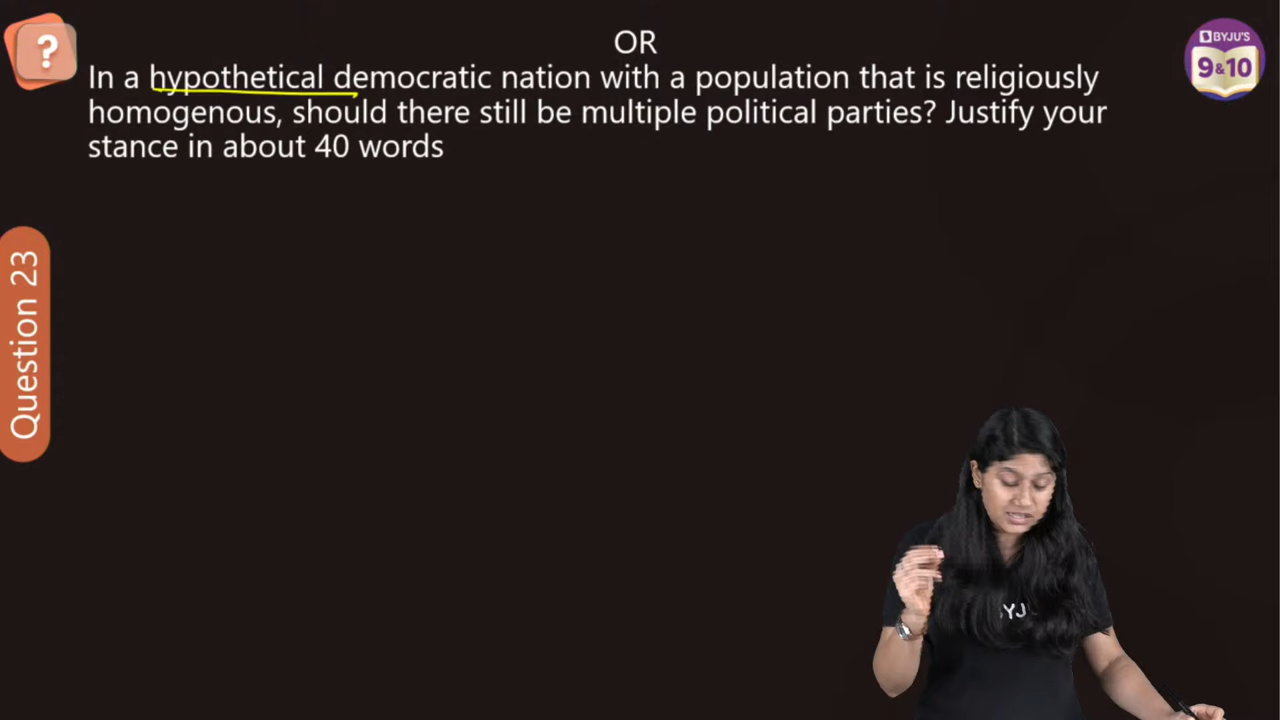 ?
OR
BYJU'S
9&10
In a hypothetical democratic nation with a population that is religiously
homogenous, should there still be multiple political parties? Justify your
stance in about 40 words
Question 23
BYJ